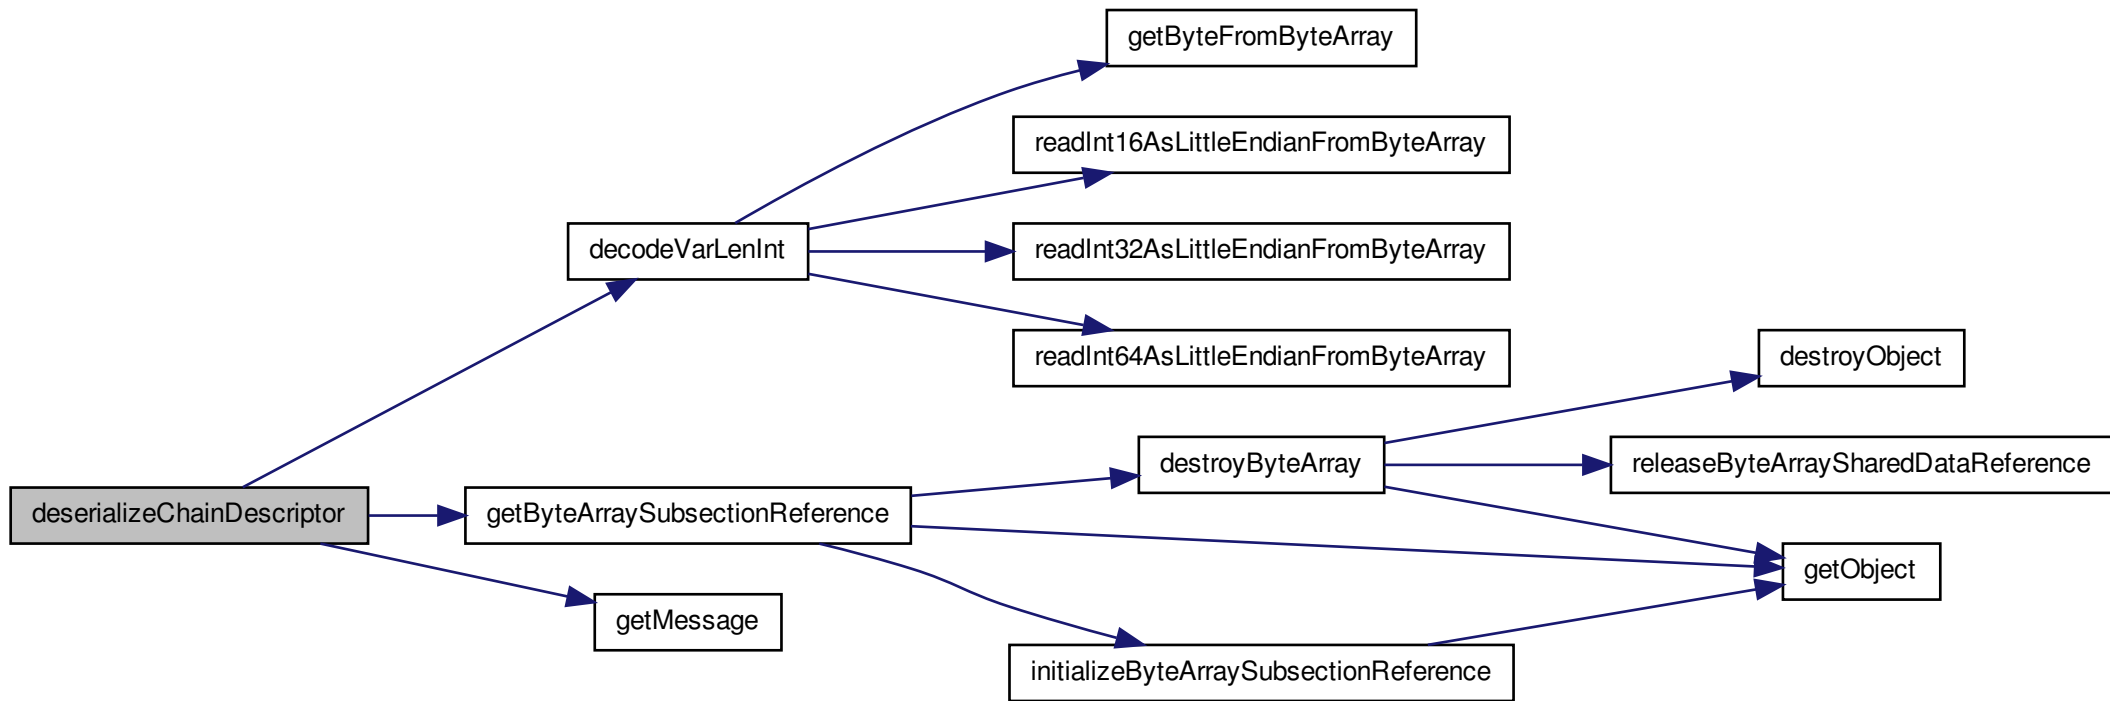 getByteFromByteArray
readInt16AsLittleEndianFromByteArray
decodeVarLenInt
readInt32AsLittleEndianFromByteArray
readInt64AsLittleEndianFromByteArray
destroyObject
destroyByteArray
releaseByteArraySharedDataReference
deserializeChainDescriptor
getByteArraySubsectionReference
getObject
getMessage
initializeByteArraySubsectionReference